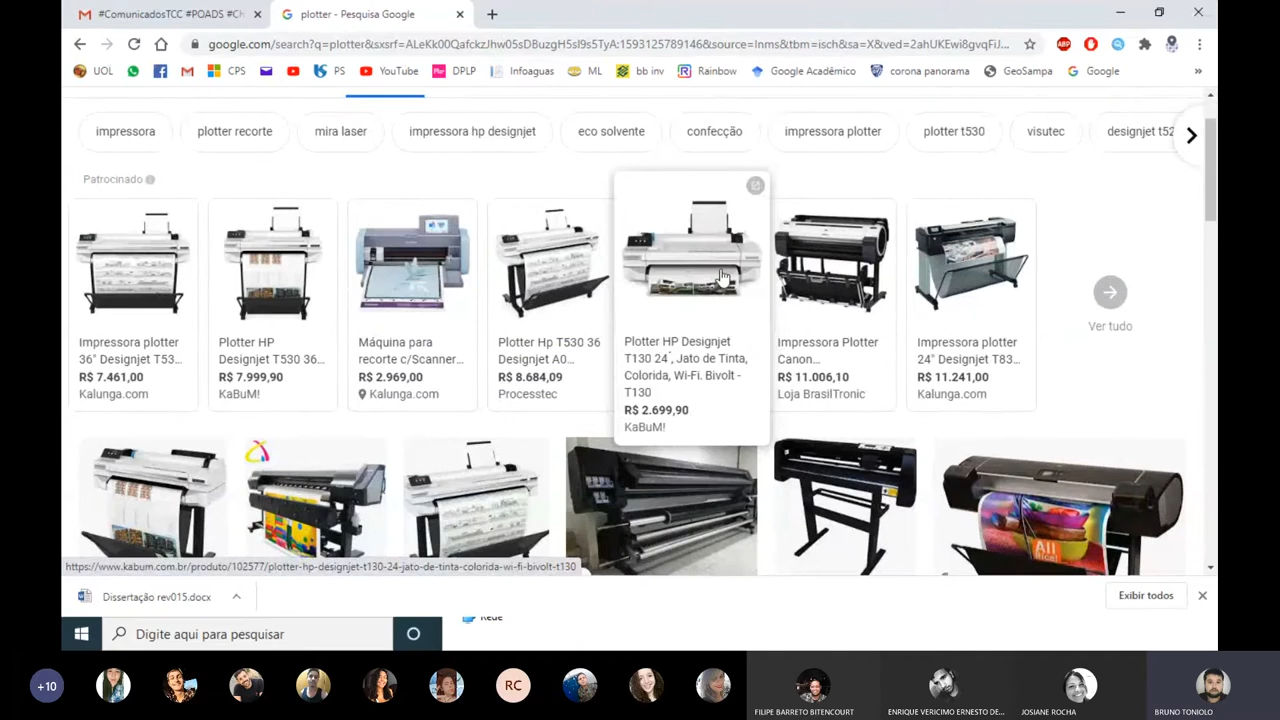 #ComunicadosTCC #POADS #CH
plotter - Pesquisa Google
google.com/search?q=plotter&sxsrf=ALeKk00QafckzJhw05sDBuzgH5sI9s5TyA:1593125789146&source=lnms&tbm=isch&sa=X&ved=2ahUKEwi8gvqFiJ...
UOL
CPS
PS
YouTube
DPLP
Infoaguas
ML
bb inv
Rainbow
Google Acadêmico
corona panorama
GeoSampa
Google
»
impressora
plotter recorte
mira laser
impressora hp designjet
eco solvente
confecção
impressora plotter
plotter t530
visutec
designjet t52
Patrocinado
Impressora plotter
36" Designjet T53...
R$ 7.461,00
Kalunga.com
Plotter HP
Designjet T530 36...
R$ 7.999,90
KaBuM!
Máquina para
recorte c/Scanner...
R$ 2.969,00
Kalunga.com
Plotter Hp T530 36
Designjet A0...
R$ 8.684,09
Processtec
Plotter HP Designjet
T130 24´, Jato de Tinta,
Colorida, Wi-Fi. Bivolt -
T130
R$ 2.699,90
KaBuM!
Impressora Plotter
Canon...
R$ 11.006,10
Loja BrasilTronic
Impressora plotter
24" Designjet T83...
R$ 11.241,00
Kalunga.com
Ver tudo
https://www.kabum.com.br/produto/102577/plotter-hp-designjet-t130-24-jato-de-tinta-colorida-wi-fi-bivolt-t130
Dissertação rev015.docx
Exibir todos
Rede
Digite aqui para pesquisar
+10
RC
FILIPE BARRETO BITENCOURT
ENRIQUE VERICIMO ERNESTO DE...
JOSIANE ROCHA
BRUNO TONIOLO